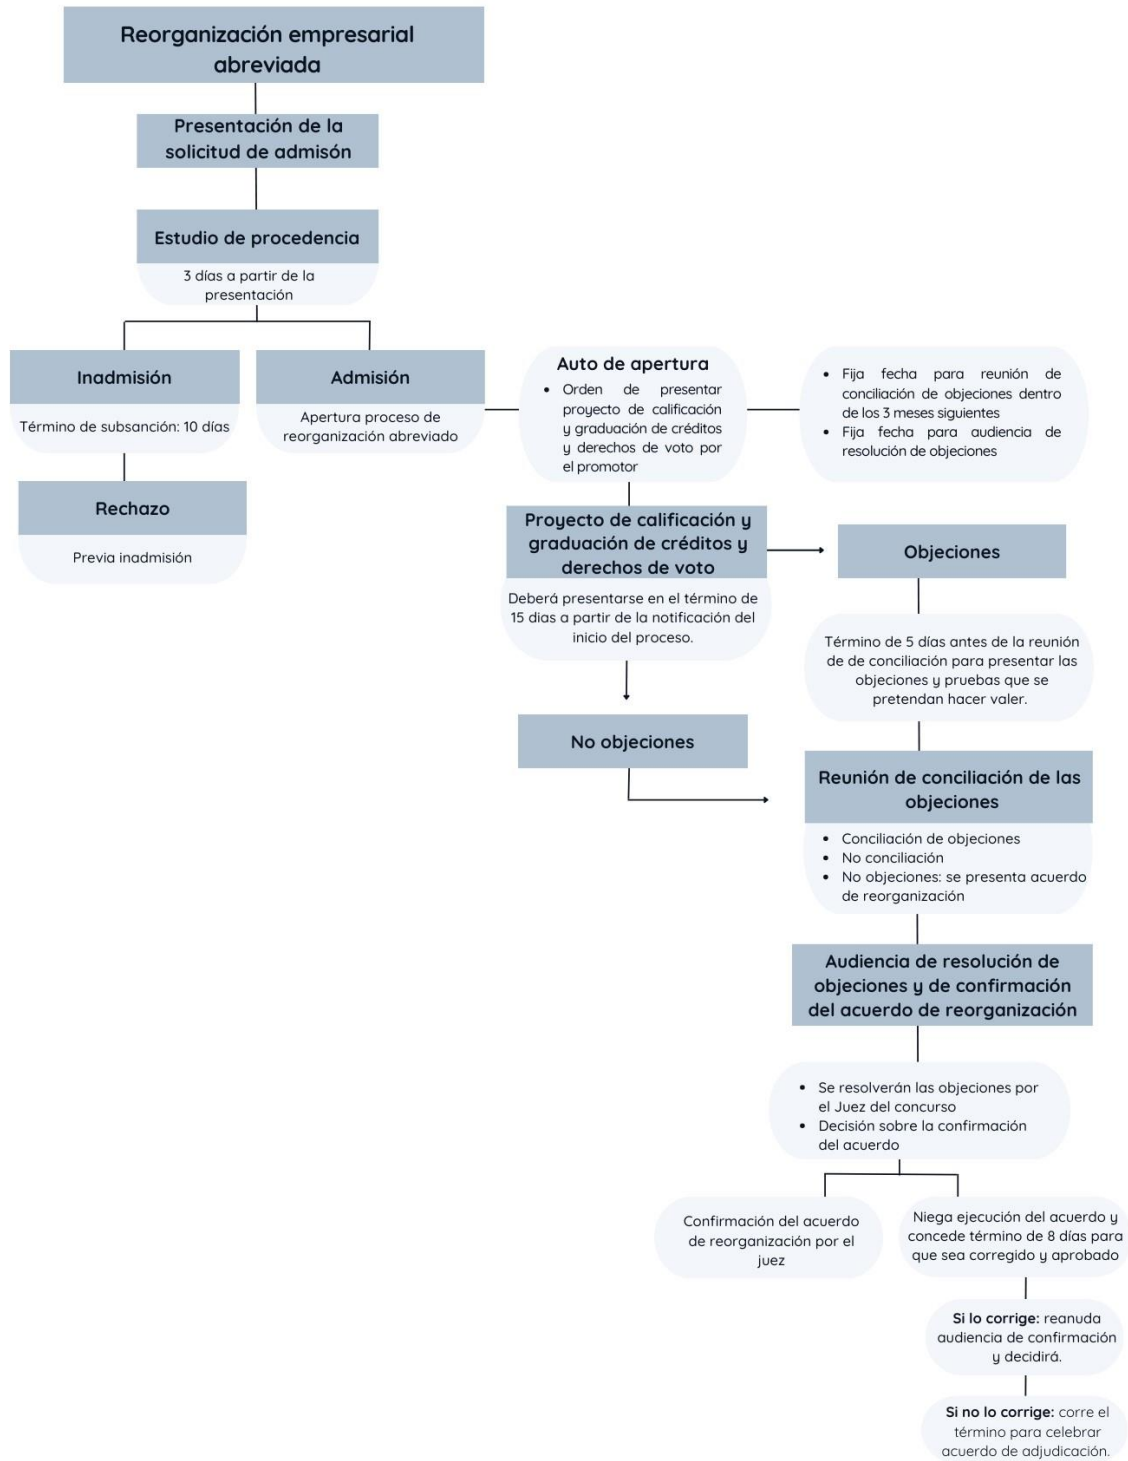 Reorganización empresarial
abreviada
Presentación de la
solicitud de admisón
Estudio de procedencia
3 días a partir de la
presentación
Inadmisión
Término de subsanción: 10 días
Rechazo
Previa inadmisión
Admisión
Apertura proceso de
reorganización abreviado
Auto de apertura
• Orden de presentar
proyecto de calificación
y graduación de créditos
y derechos de voto por
el promotor
• Fija fecha para reunión de
conciliación de objeciones dentro
de los 3 meses siguientes
• Fija fecha para audiencia de
resolución de objeciones
Proyecto de calificación y
graduación de créditos y
derechos de voto
Deberá presentarse en el término de
15 dias a partir de la notificación del
inicio del proceso.
Objeciones
Término de 5 días antes de la reunión
de de conciliación para presentar las
objeciones y pruebas que se
pretendan hacer valer.
No objeciones
Reunión de conciliación de las
objeciones
• Conciliación de objeciones
• No conciliación
• No objeciones: se presenta acuerdo
de reorganización
Audiencia de resolución de
objeciones y de confirmación
del acuerdo de reorganización
• Se resolverán las objeciones por
el Juez del concurso
• Decisión sobre la confirmación
del acuerdo
Confirmación del acuerdo
de reorganización por el
juez
Niega ejecución del acuerdo y
concede término de 8 días para
que sea corregido y aprobado
Si lo corrige: reanuda
audiencia de confirmación
y decidirá.
Si no lo corrige: corre el
término para celebrar
acuerdo de adjudicación.